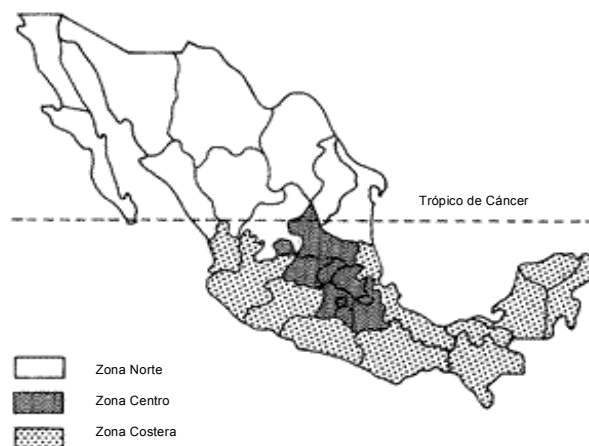 Trópico de Cáncer
Zona Norte
Zona Centro
Zona Costera